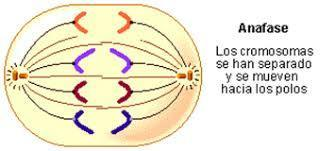 Anafase
Los cromosomas
se han separado
y se mueven
hacia los polos